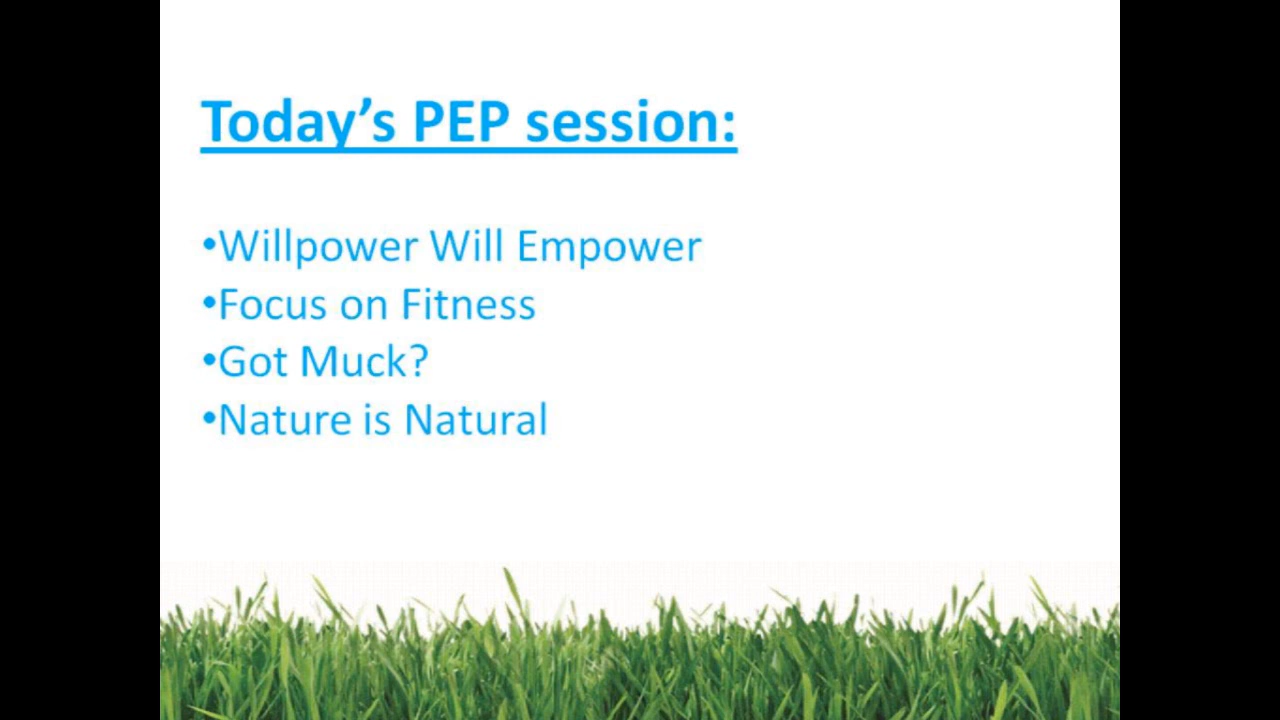 Today’s PEP session:
•Willpower Will Empower
•Focus on Fitness
•Got Muck?
•Nature is Natural